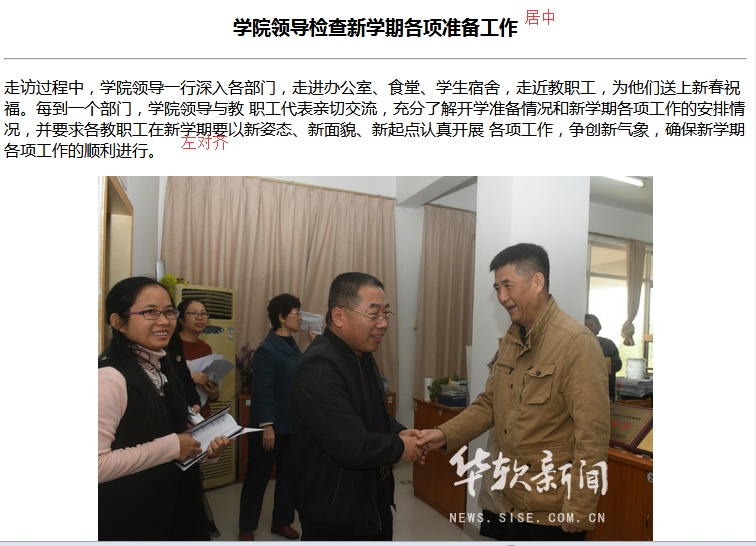 学院领导检查新学期各项准备工作 居中
走访过程中，学院领导一行深入各部门，走进办公室、食堂、学生宿舍，走近教职工，为他们送上新春祝
福。每到一个部门，学院领导与教 职工代表亲切交流，充分了解开学准备情况和新学期各项工作的安排情
况，并要求各教职工在新学期要以新姿态、新面貌、新起点认真开展 各项工作，争创新气象，确保新学期
各项工作的顺利进行。 左对齐
华软新闻
NEWS.SISE.COM.CN